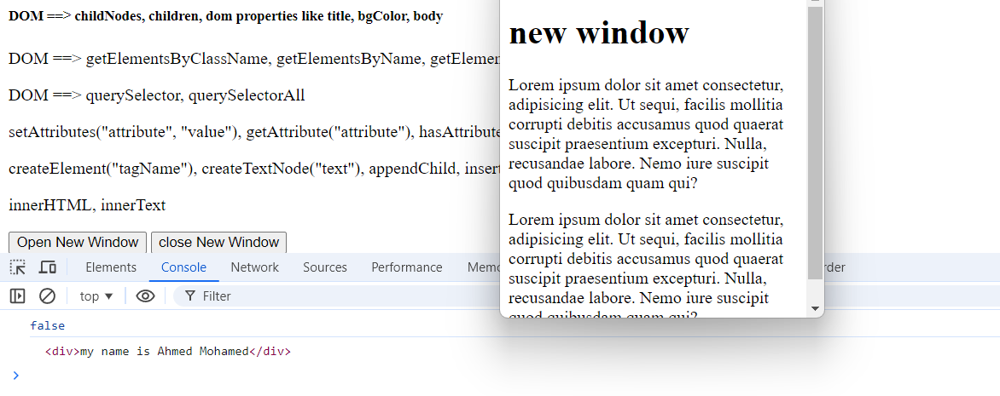 DOM ==> childNodes, children, dom properties like title, bgColor, body
DOM ==> getElementsByClassName, getElementsByName, getElemen
DOM ==> querySelector, querySelectorAll
setAttributes("attribute", "value"), getAttribute("attribute"), hasAttribute
createElement("tagName"), createTextNode("text"), appendChild, insert
innerHTML, innerText
Open New Window close New Window
new window
Lorem ipsum dolor sit amet consectetur,
adipisicing elit. Ut sequi, facilis mollitia
corrupti debitis accusamus quod quaerat
suscipit praesentium excepturi. Nulla,
recusandae labore. Nemo iure suscipit
quod quibusdam quam qui?
Lorem ipsum dolor sit amet consectetur,
adipisicing elit. Ut sequi, facilis mollitia
corrupti debitis accusamus quod quaerat
suscipit praesentium excepturi. Nulla,
recusandae labore. Nemo iure suscipit
quod quibusdam quam qui?
Elements Console Network Sources Performance Memo rder
top Filter
false
<div>my name is Ahmed Mohamed</div>